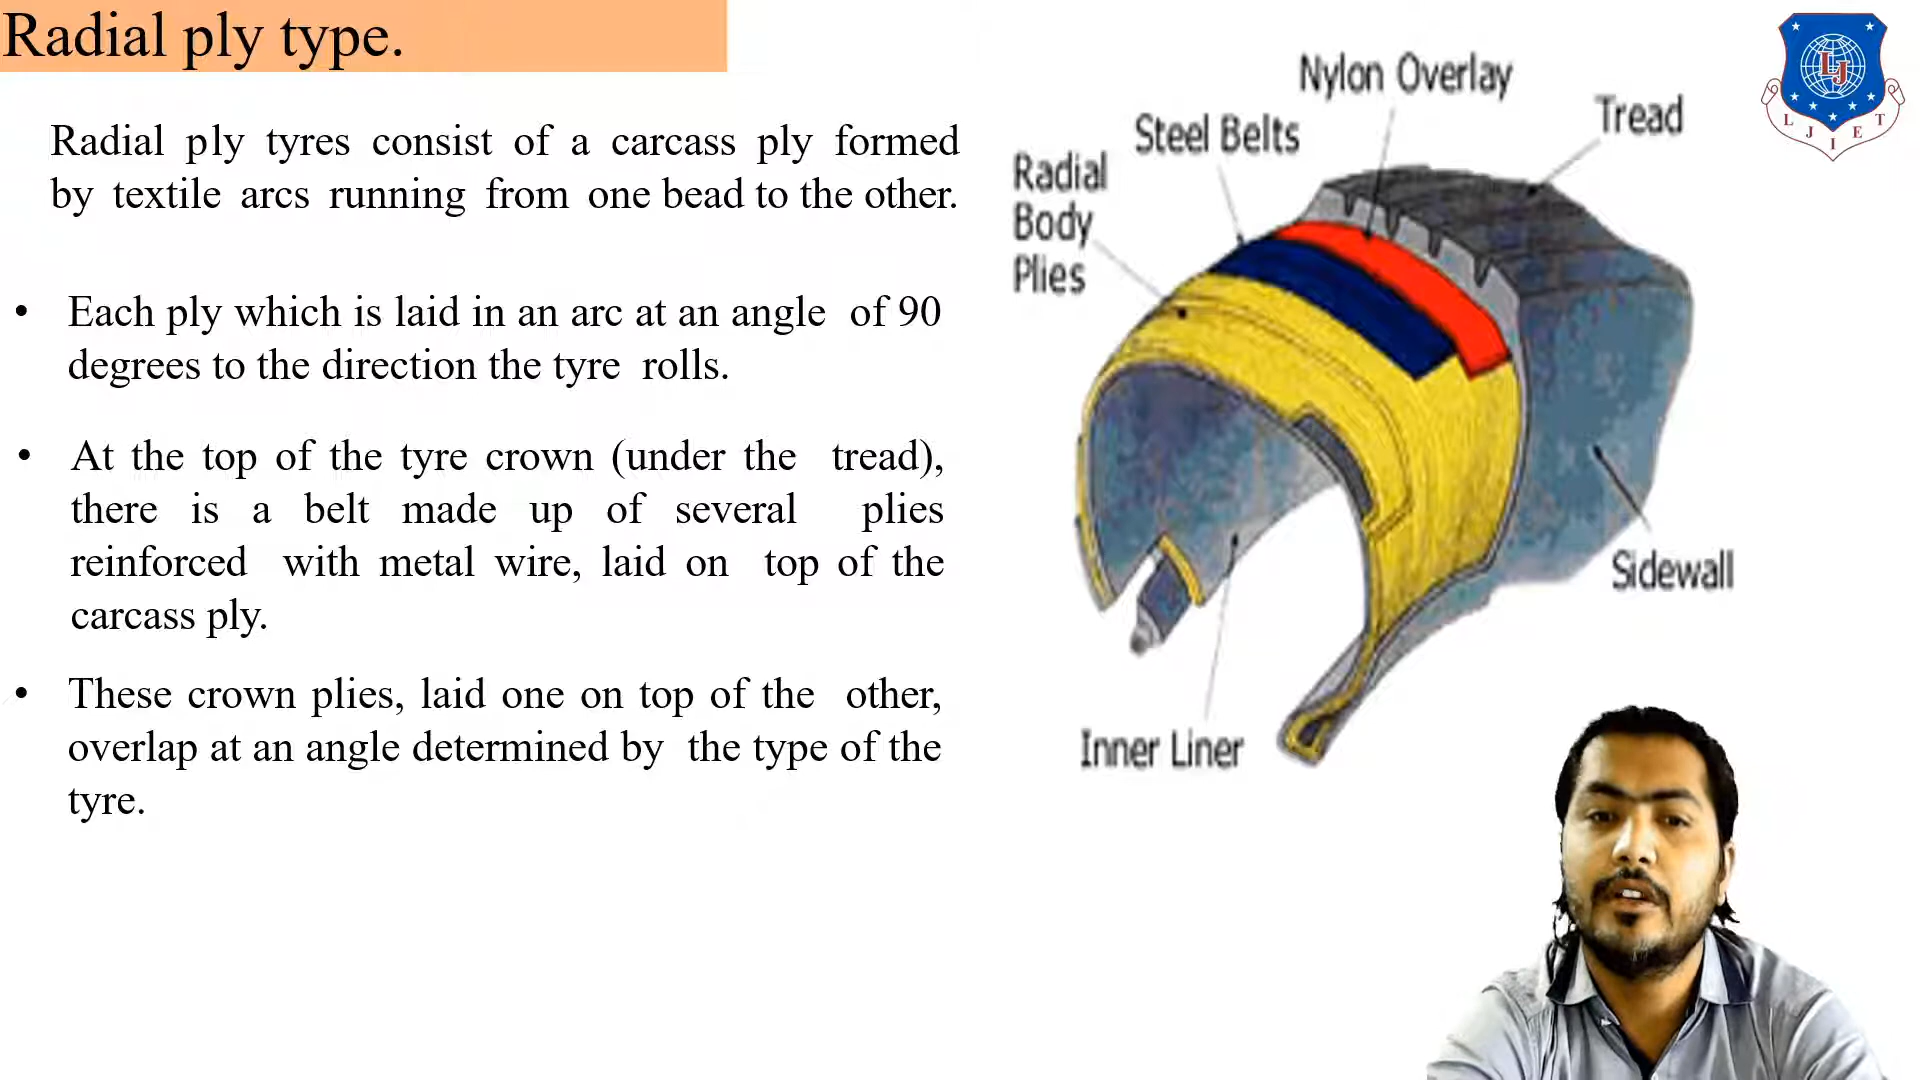 Radial ply type.
Radial ply tyres consist of a carcass ply formed
by textile arcs running from one bead to the other.
• Each ply which is laid in an arc at an angle of 90
degrees to the direction the tyre rolls.
• At the top of the tyre crown (under the tread),
there is a belt made up of several plies
reinforced with metal wire, laid on top of the
carcass ply.
• These crown plies, laid one on top of the other,
overlap at an angle determined by the type of the
tyre.
Nylon Overlay
Steel Belts
Tread
Radial
Body
Plies
Sidewall
Inner Liner
LJ
L J I E T